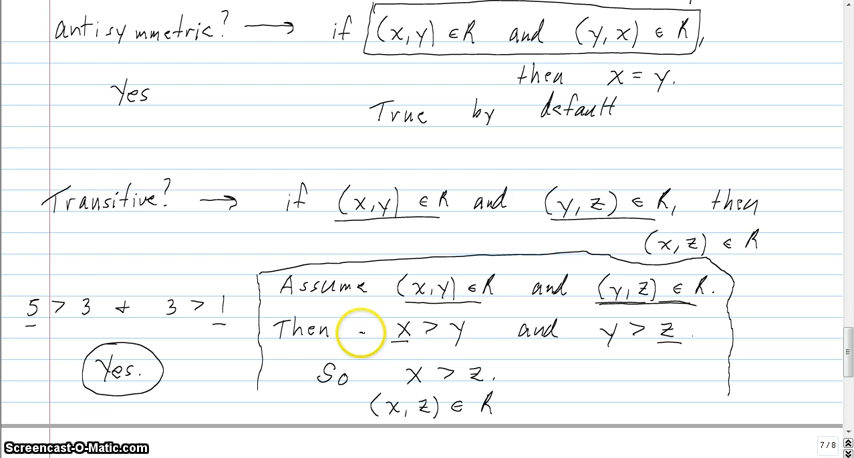 antisymmetric? → if (x,y) ∈ R and (y,x) ∈ R,
then x = y.
Yes
True by default
Transitive? → if (x,y) ∈ R and (y,z) ∈ R, then
(x,z) ∈ R
Assume (x,y) ∈ R and (y,z) ∈ R.
5 > 3 + 3 > 1
Then x > y and y > z.
Yes.
So x > z.
(x,z) ∈ R
7 / 8
Screencast-O-Matic.com